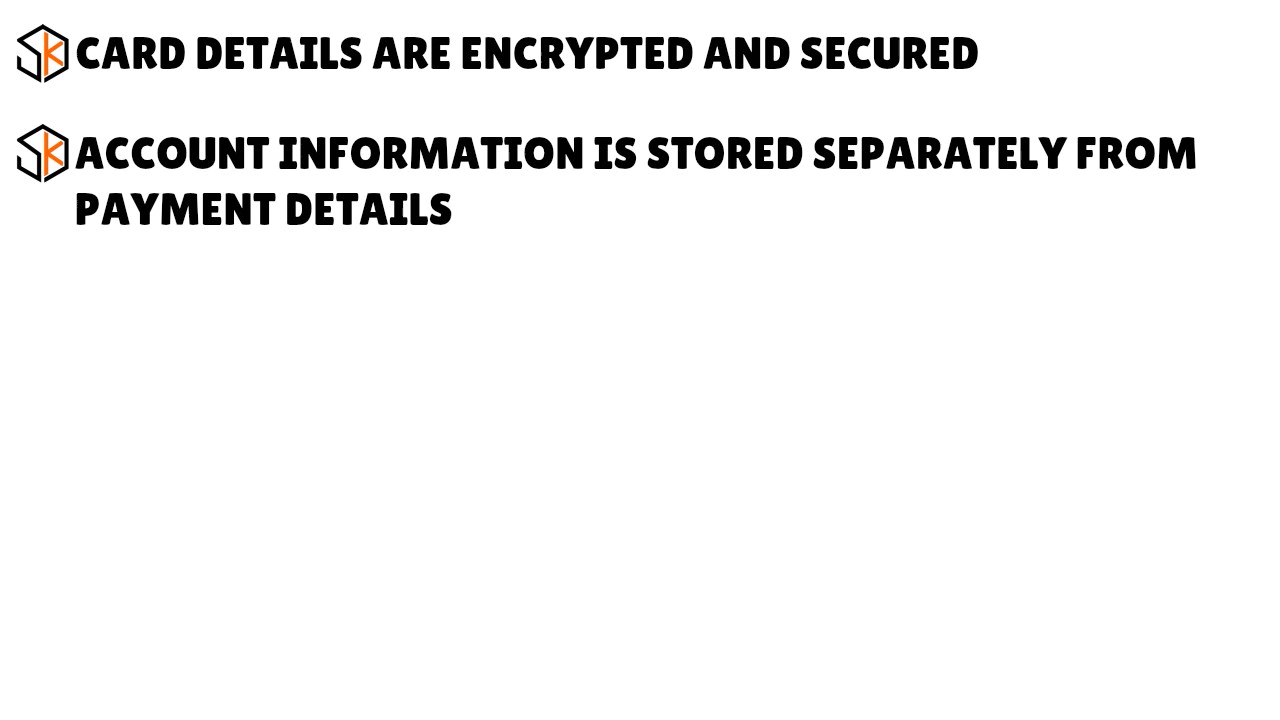 CARD DETAILS ARE ENCRYPTED AND SECURED
ACCOUNT INFORMATION IS STORED SEPARATELY FROM
PAYMENT DETAILS